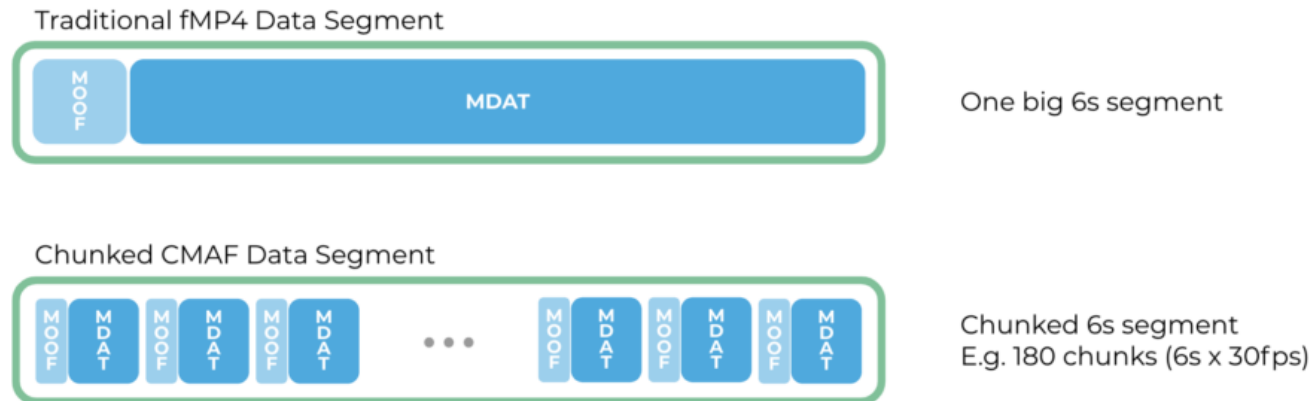 Traditional fMP4 Data Segment
MOOF
MDAT
One big 6s segment
Chunked CMAF Data Segment
MOOF MDAT MOOF MDAT MOOF MDAT ... MOOF MDAT MOOF MDAT MOOF MDAT
Chunked 6s segment
E.g. 180 chunks (6s x 30fps)